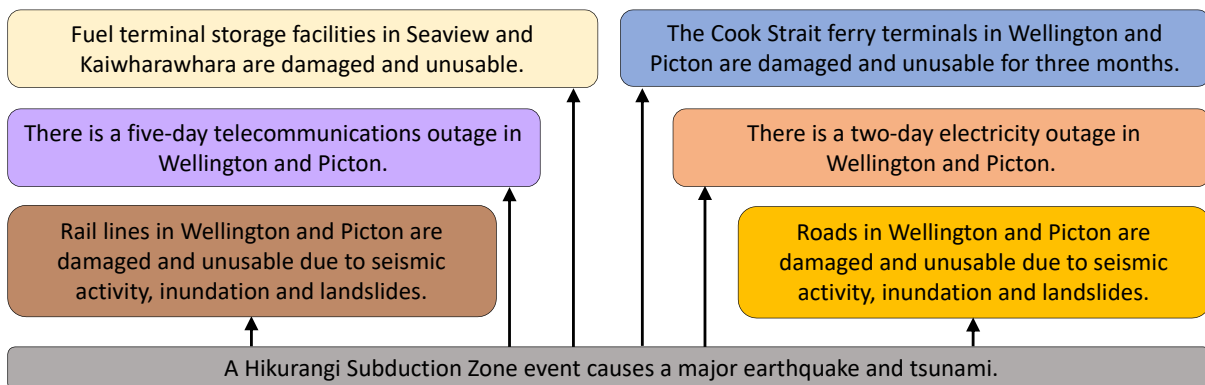 Fuel terminal storage facilities in Seaview and
Kaiwharawhara are damaged and unusable.
The Cook Strait ferry terminals in Wellington and
Picton are damaged and unusable for three months.
There is a five-day telecommunications outage in
Wellington and Picton.
There is a two-day electricity outage in
Wellington and Picton.
Rail lines in Wellington and Picton are
damaged and unusable due to seismic
activity, inundation and landslides.
Roads in Wellington and Picton are
damaged and unusable due to seismic
activity, inundation and landslides.
A Hikurangi Subduction Zone event causes a major earthquake and tsunami.